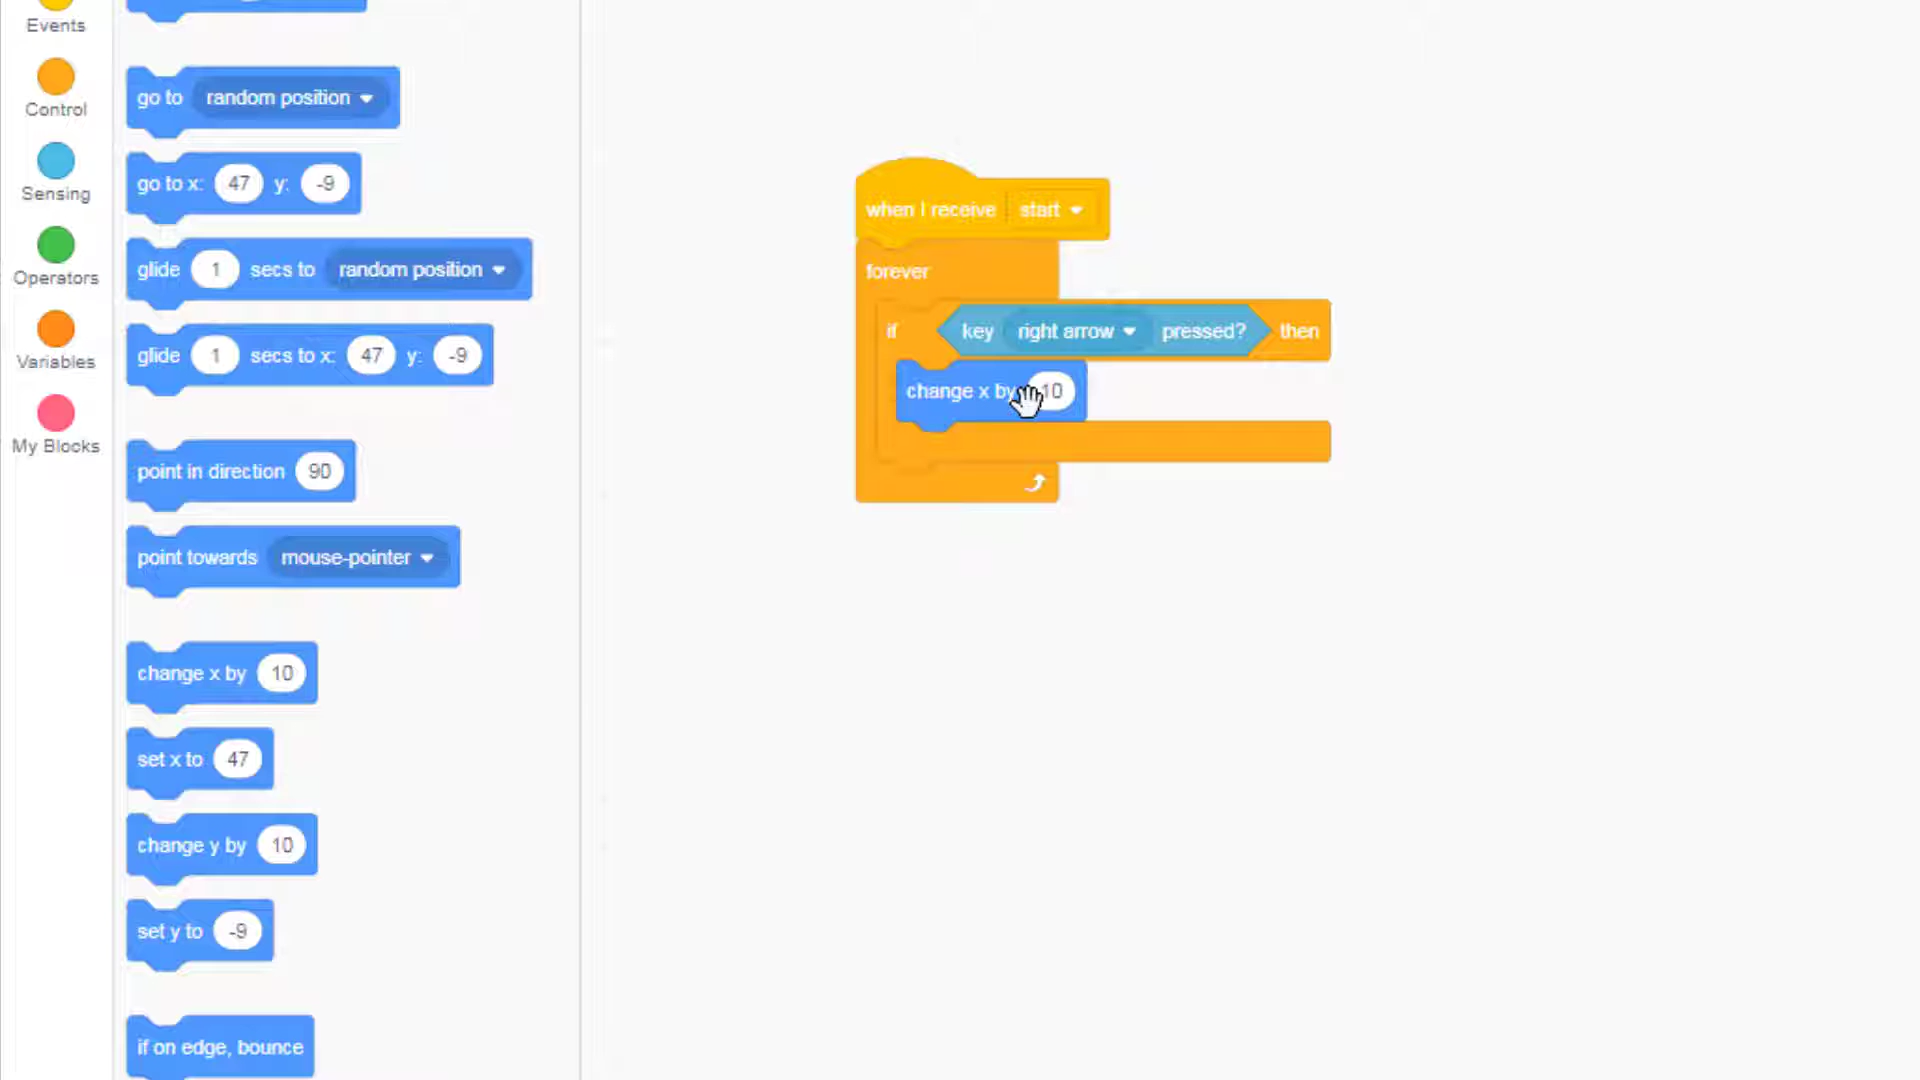 Events
Control
Sensing
Operators
Variables
My Blocks
go to random position
go to x: 47 y: -9
glide 1 secs to random position
glide 1 secs to x: 47 y: -9
point in direction 90
point towards mouse-pointer
change x by 10
set x to 47
change y by 10
set y to -9
if on edge, bounce
when I receive start
forever
if key right arrow pressed? then
change x by 10